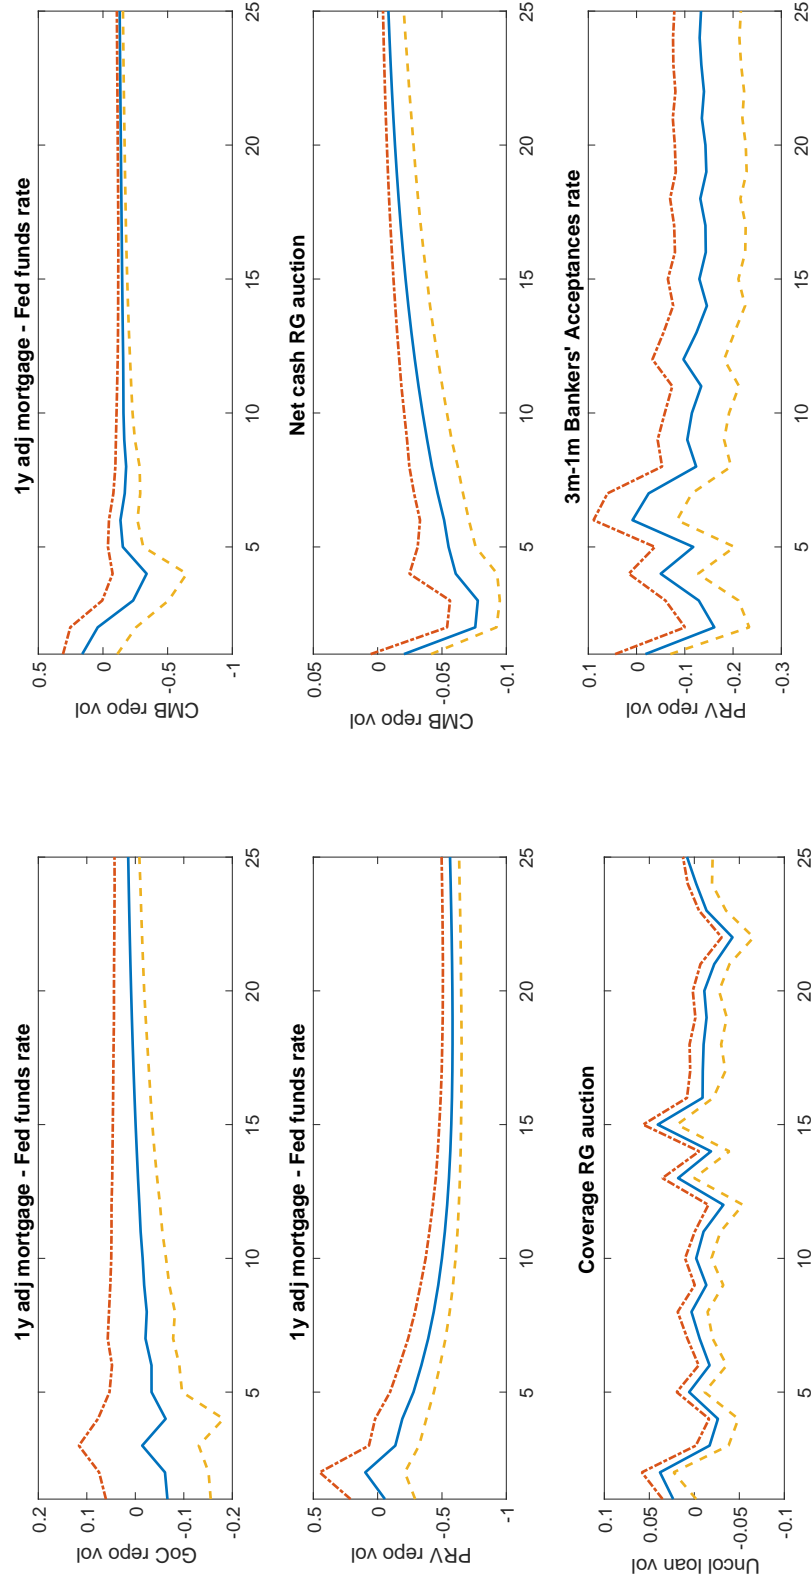 1y adj mortgage - Fed funds rate
GoC repo vol
0.2
0.1
0
-0.1
-0.2
5 10 15 20 25
1y adj mortgage - Fed funds rate
CMB repo vol
0.5
0
-0.5
-1
5 10 15 20 25
1y adj mortgage - Fed funds rate
PRV repo vol
0.5
0
-0.5
-1
5 10 15 20 25
Net cash RG auction
CMB repo vol
0.05
0
-0.05
-0.1
5 10 15 20 25
Coverage RG auction
Uncol loan vol
0.1
0.05
0
-0.05
-0.1
5 10 15 20 25
3m-1m Bankers' Acceptances rate
PRV repo vol
0.1
0
-0.1
-0.2
-0.3
5 10 15 20 25